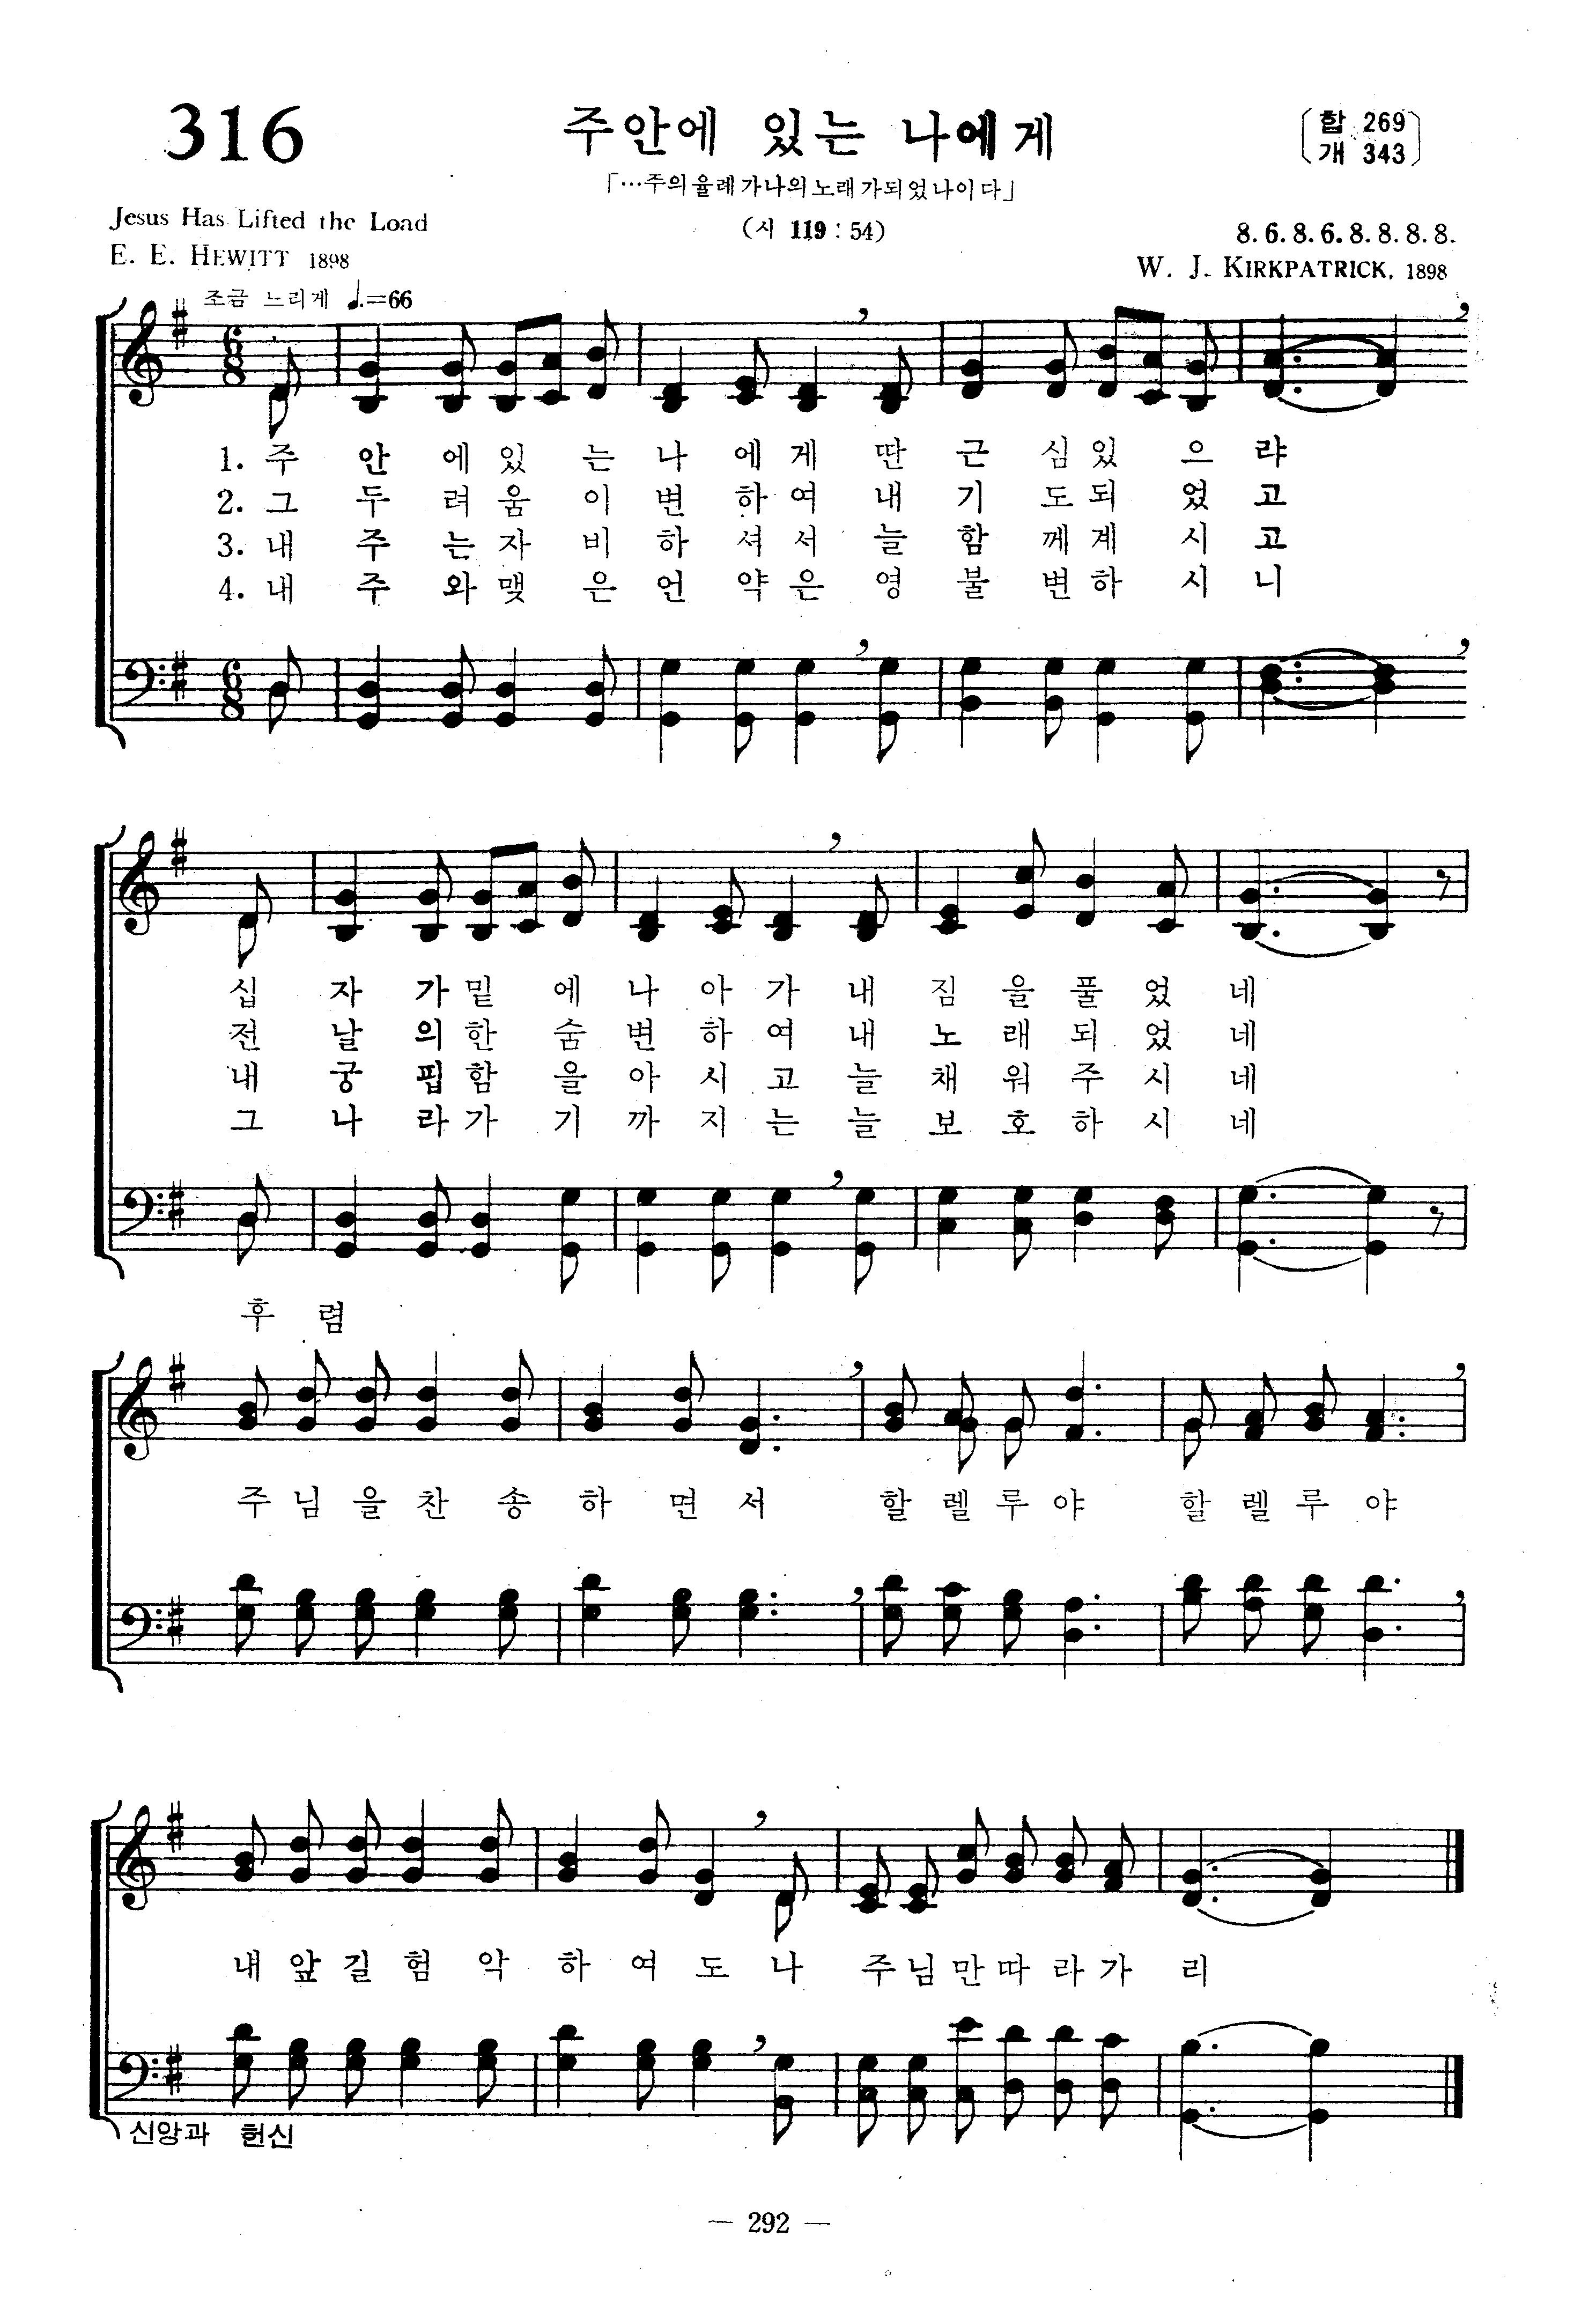 316
주안에 있는 나에게
〔합 269
개 343〕
「…주의율례가나의노래가되었나이다」
Jesus Has Lifted the Load
(시 119 : 54)
8.6.8.6.8.8.8.8.
E. E. HEWITT 1898
W. J. KIRKPATRICK, 1898
조금 느리게 ♩.=66
1. 주 안 에 있 는 나 에 게 딴 근 심 있 으 랴
2. 그 두 려 움 이 변 하 여 내 기 도 되 었 고
3. 내 주 는 자 비 하 셔 서 늘 함 께 계 시 고
4. 내 주 와 맺 은 언 약 은 영 불 변 하 시 니
십 자 가 밑 에 나 아 가 내 짐 을 풀 었 네
전 날 의 한 숨 변 하 여 내 노 래 되 었 네
내 궁 핍 함 을 아 시 고 늘 채 워 주 시 네
그 나 라 가 기 까 지 는 늘 보 호 하 시 네
후 렴
주 님 을 찬 송 하 면 서 할 렐 루 야 할 렐 루 야
내 앞 길 험 악 하 여 도 나 주 님 만 따 라 가 리
신앙과 헌신
— 292 —